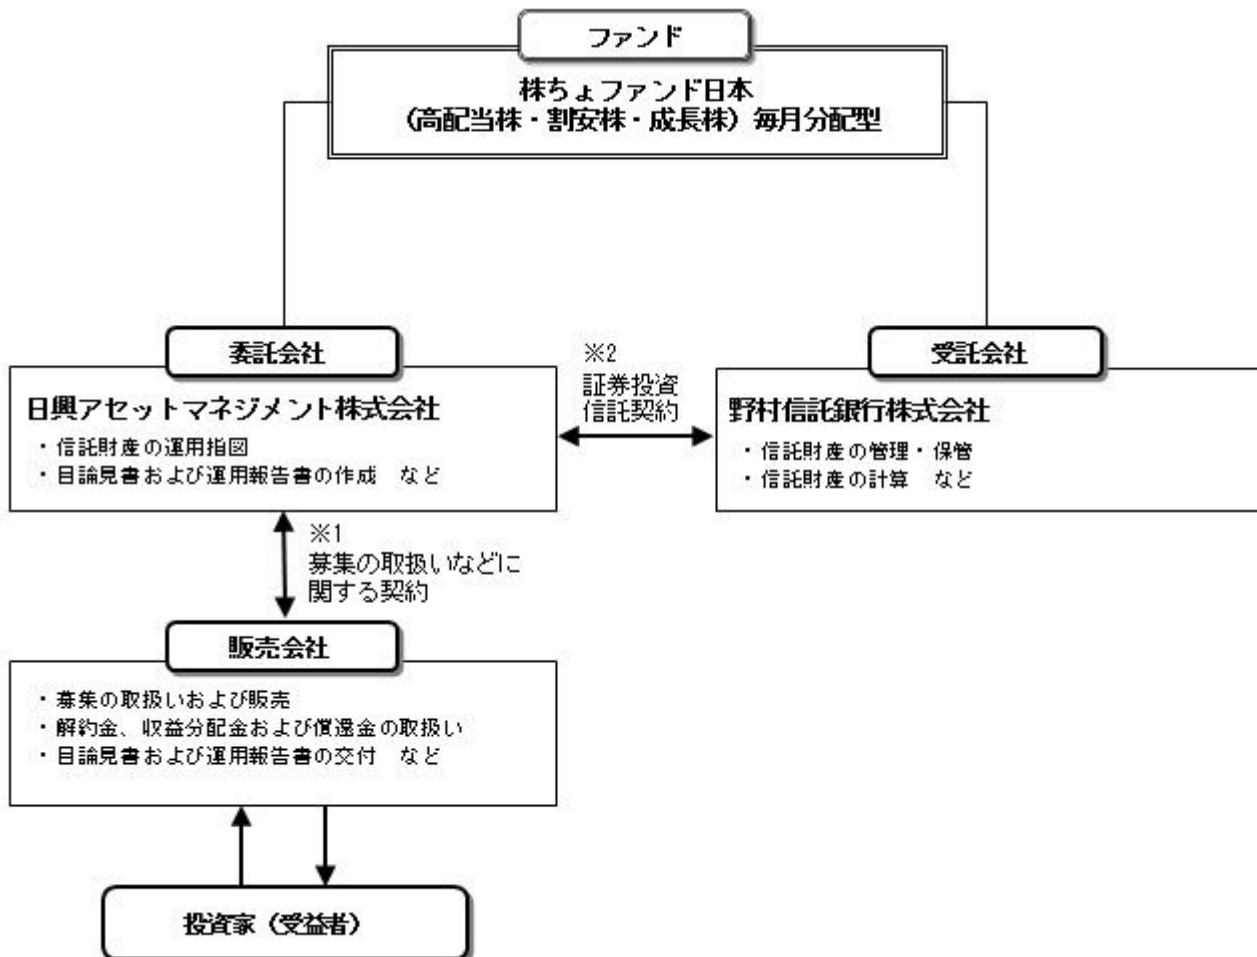 ファンド
株ちょファンド日本
(高配当株・割安株・成長株)毎月分配型
委託会社
日興アセットマネジメント株式会社
・信託財産の運用指図
・目論見書および運用報告書の作成 など
※2
証券投資
信託契約
受託会社
野村信託銀行株式会社
・信託財産の管理・保管
・信託財産の計算 など
※1
募集の取扱いなどに
関する契約
販売会社
・募集の取扱いおよび販売
・解約金、収益分配金および償還金の取扱い
・目論見書および運用報告書の交付 など
投資家(受益者)